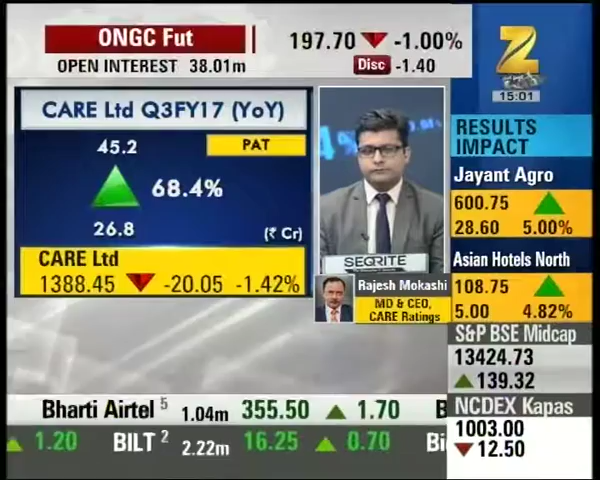 ONGC Fut
197.70 -1.00%
OPEN INTEREST 38.01m
Disc -1.40
15:01
CARE Ltd Q3FY17 (YoY)
45.2
PAT
68.4%
26.8
(₹ Cr)
CARE Ltd
1388.45 -20.05 -1.42%
SEQRITE
Rajesh Mokashi
MD & CEO,
CARE Ratings
RESULTS
IMPACT
Jayant Agro
600.75
28.60 5.00%
Asian Hotels North
108.75
5.00 4.82%
S&P BSE Midcap
13424.73
139.32
NCDEX Kapas
1003.00
12.50
Bharti Airtel 5 1.04m 355.50 1.70 B
1.20 BILT 2 2.22m 16.25 0.70 Bi